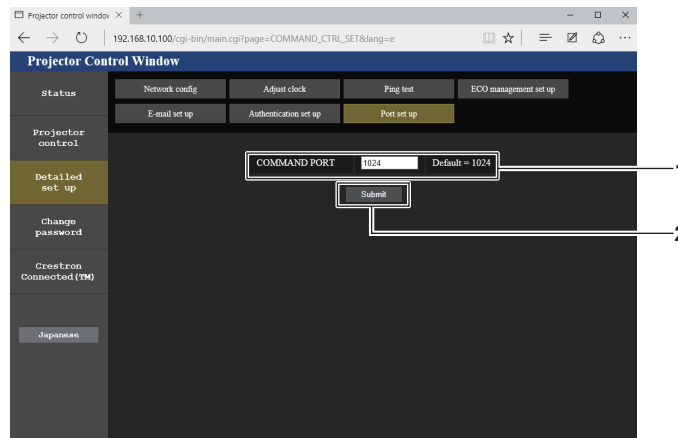 Projector control windov
192.168.10.100/cgi-bin/main.cgi?page=COMMAND_CTRL_SET&lang=e
Projector Control Window
Status
Network config
Adjust clock
Ping test
ECO management set up
E-mail set up
Authentication set up
Port set up
Projector
control
COMMAND PORT 1024 Default = 1024
1
Detailed
set up
Submit
2
Change
password
Crestron
Connected(TM)
Japanese